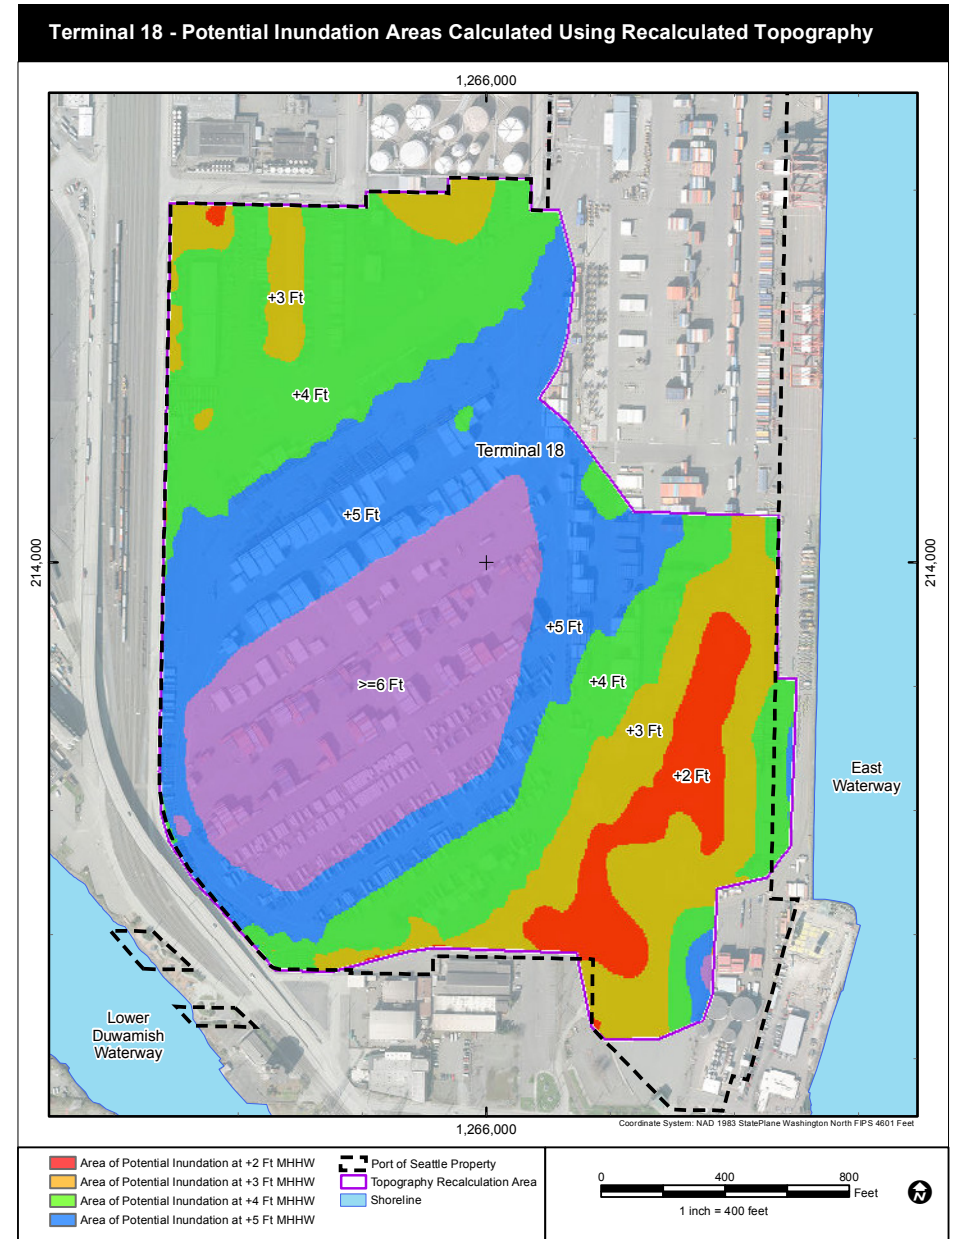 Terminal 18 - Potential Inundation Areas Calculated Using Recalculated Topography
1,266,000
+3 Ft
+4 Ft
Terminal 18
+5 Ft
214,000
214,000
+5 Ft
+4 Ft
>=6 Ft
+3 Ft
+2 Ft
East
Waterway
Lower
Duwamish
Waterway
Coordinate System: NAD 1983 StatePlane Washington North FIPS 4601 Feet
1,266,000
Area of Potential Inundation at +2 Ft MHHW
Area of Potential Inundation at +3 Ft MHHW
Area of Potential Inundation at +4 Ft MHHW
Area of Potential Inundation at +5 Ft MHHW
Port of Seattle Property
Topography Recalculation Area
Shoreline
0 400 800
Feet
1 inch = 400 feet
N